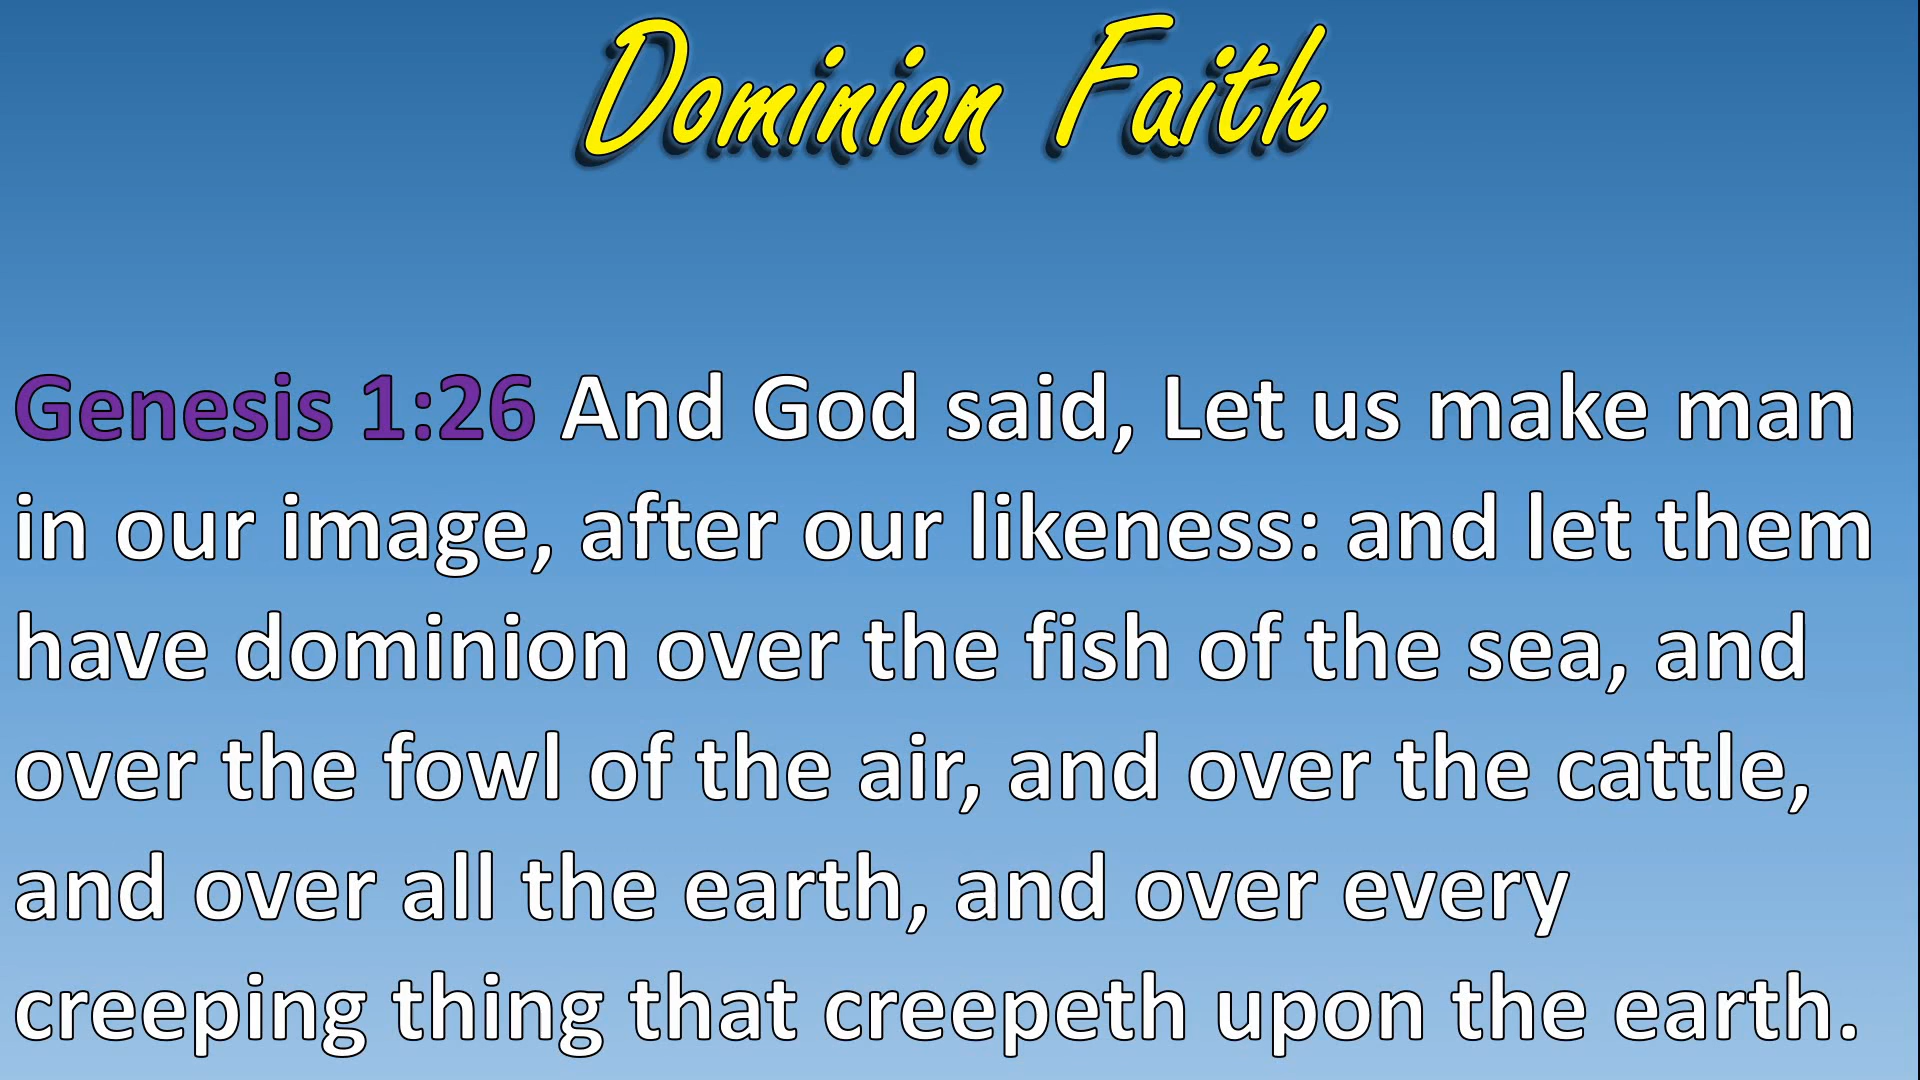 Dominion Faith
Genesis 1:26 And God said, Let us make man
in our image, after our likeness: and let them
have dominion over the fish of the sea, and
over the fowl of the air, and over the cattle,
and over all the earth, and over every
creeping thing that creepeth upon the earth.